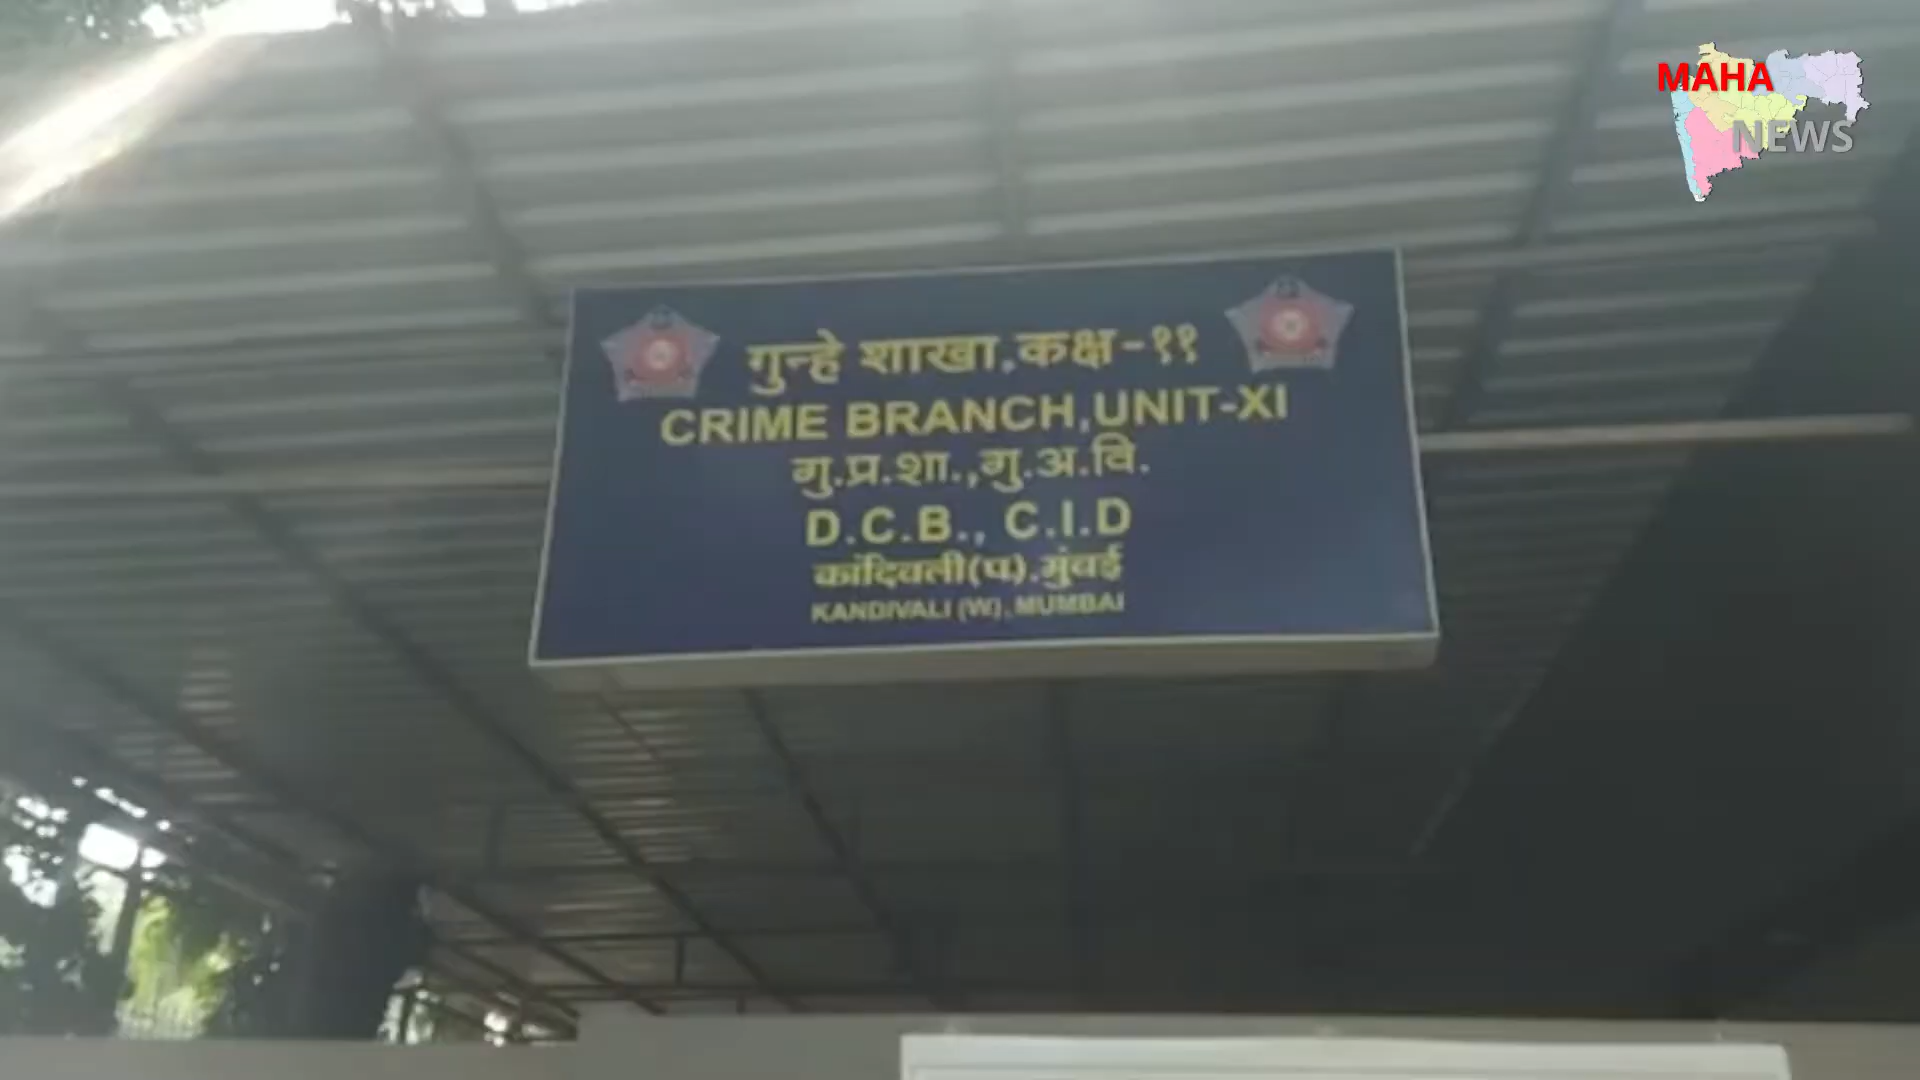 MAHA
NEWS
गुन्हे शाखा,कक्ष-११
CRIME BRANCH,UNIT-XI
गु.प्र.शा.,गु.अ.वि.
D.C.B., C.I.D
कांदिवली(प).मुंबई
KANDIVALI (W), MUMBAI